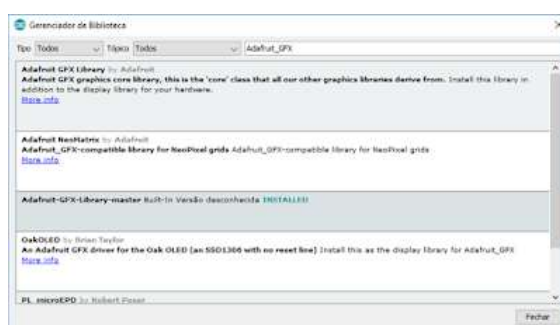 Gerenciador de Biblioteca
Tipo Todos Tópico Todos Adafruit_GFX
Adafruit GFX Library by Adafruit
Adafruit GFX graphics core library, this is the 'core' class that all our other graphics libraries derive from. Install this library in
addition to the display library for your hardware.
More info
Adafruit NeoMatrix by Adafruit
Adafruit_GFX-compatible library for NeoPixel grids Adafruit_GFX-compatible library for NeoPixel grids
More info
Adafruit-GFX-Library-master Built-In Versão desconhecida INSTALLED
OakOLED by Brian Taylor
An Adafruit GFX driver for the Oak OLED (an SSD1306 with no reset line) Install this as the display library for Adafruit_GFX
More info
PL_microEPD by Robert Poser
Fechar